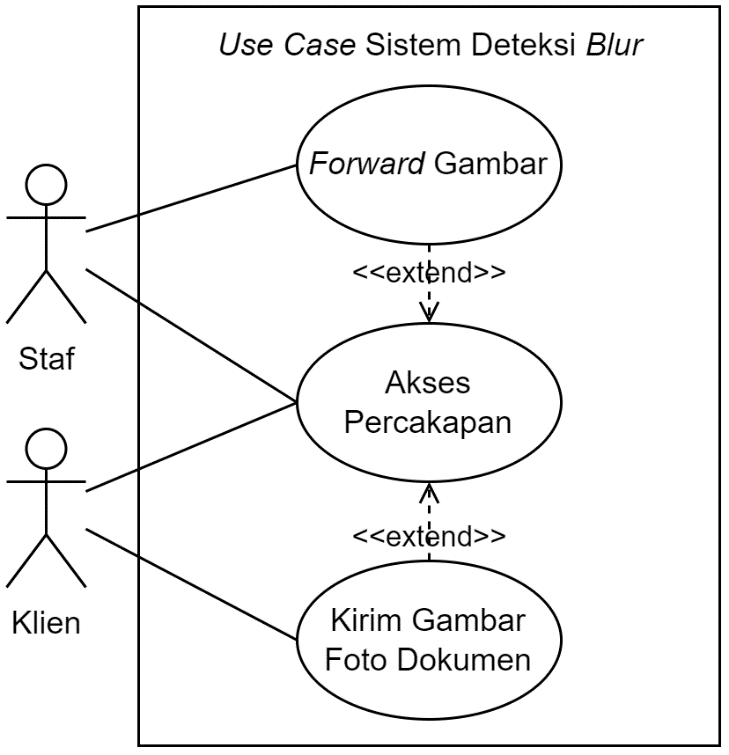 Use Case Sistem Deteksi Blur
Forward Gambar
<<extend>>
Staf
Akses
Percakapan
Klien
<<extend>>
Kirim Gambar
Foto Dokumen